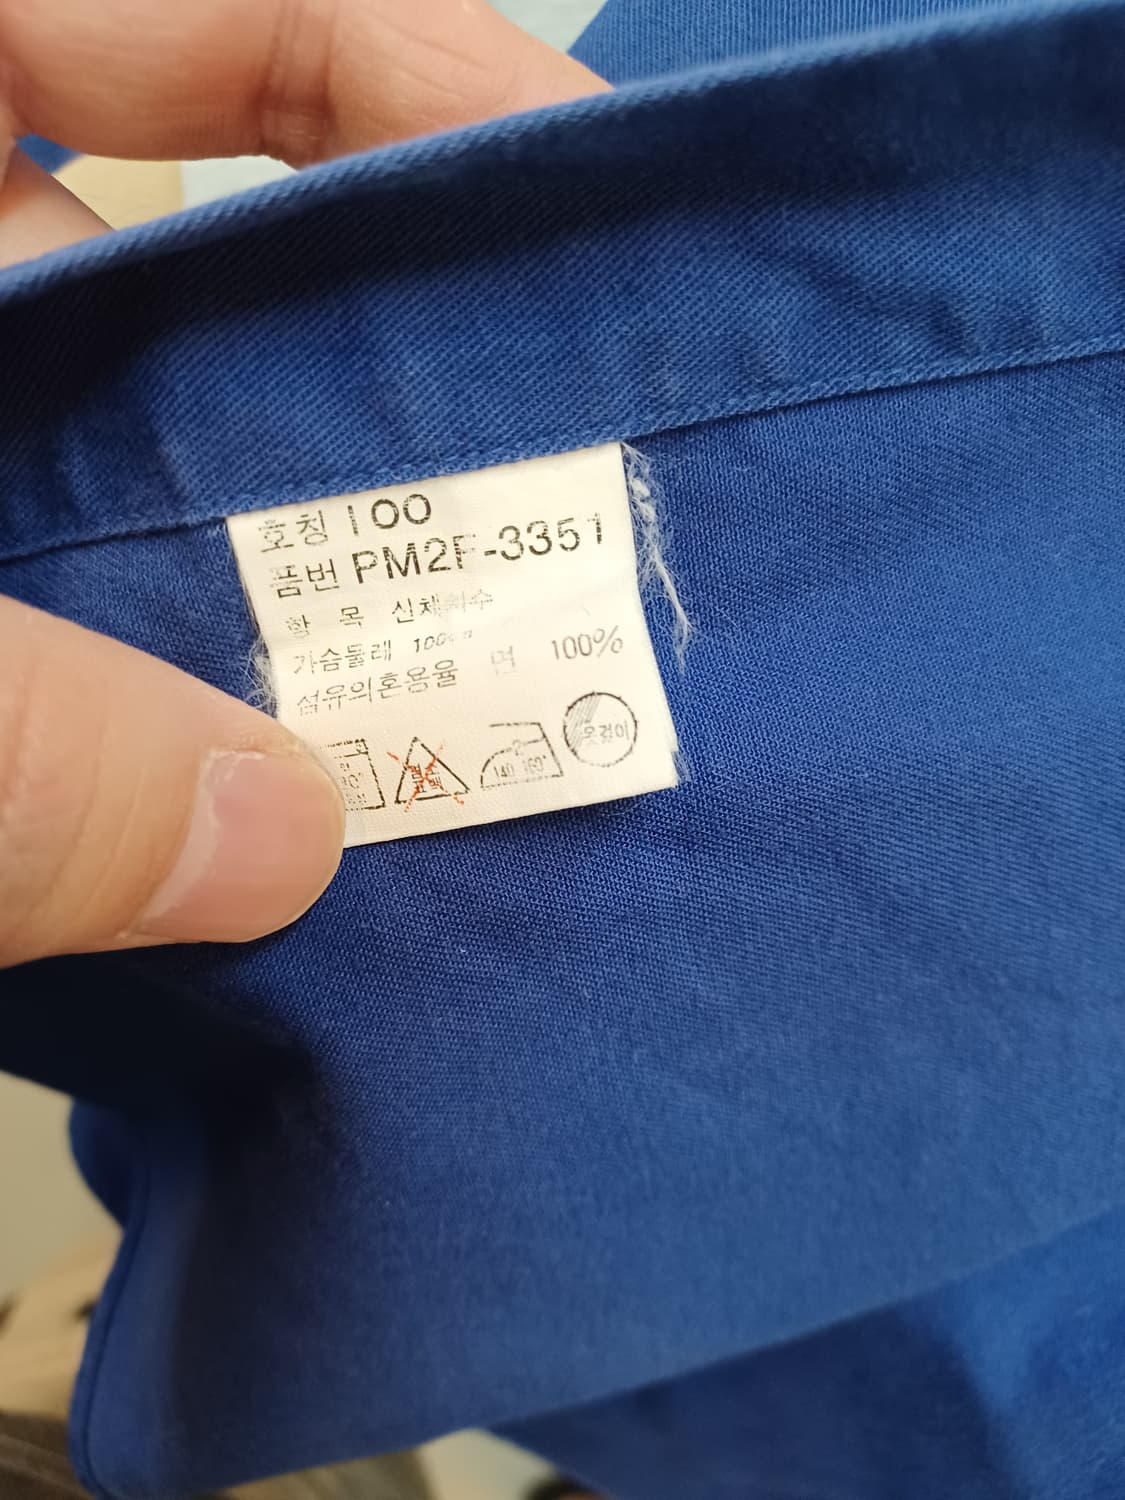 호칭 100
품번 PM2F-3351
항 목 신체치수
가슴둘레 100cm
섬유의혼용율 면 100%
140 160°
옷걸이